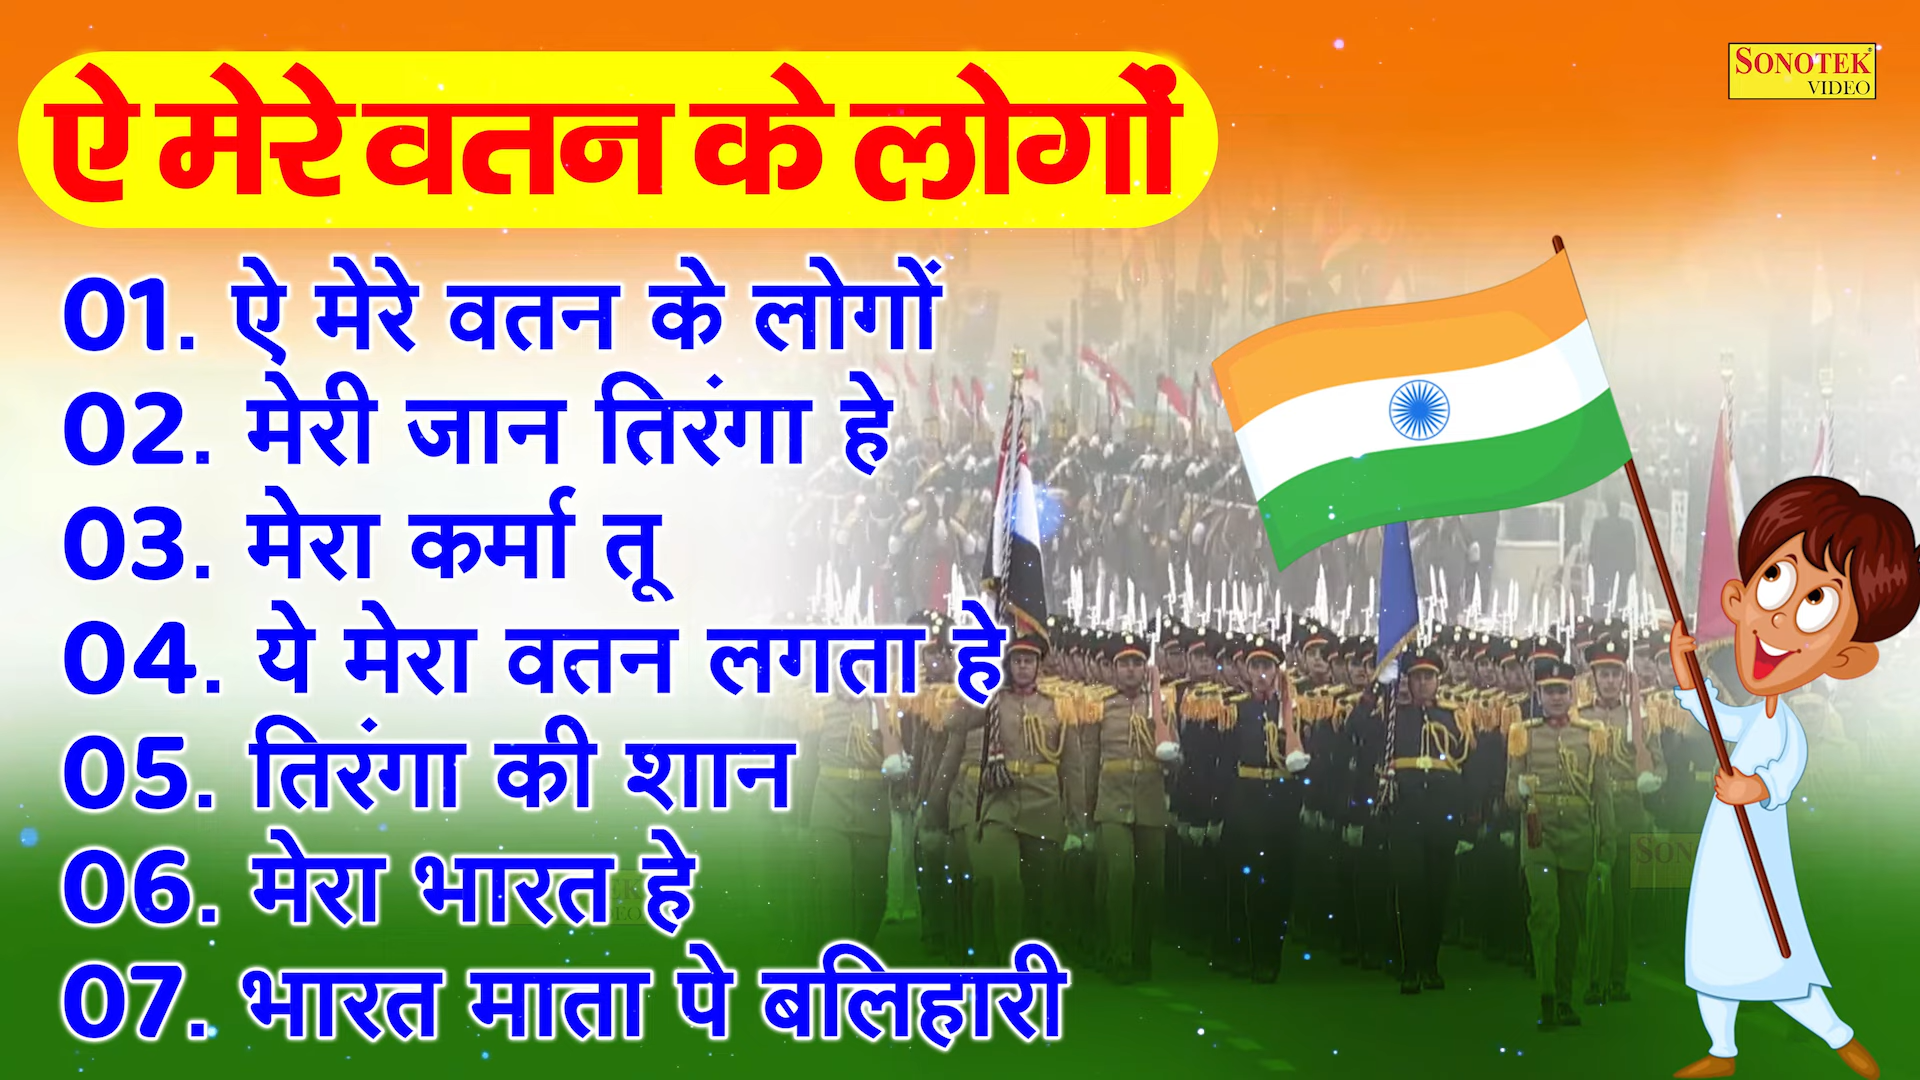 ऐ मेरे वतन के लोगों
SONOTEK
VIDEO
01. ऐ मेरे वतन के लोगों
02. मेरी जान तिरंगा हे
03. मेरा कर्मा तू
04. ये मेरा वतन लगता हे
05. तिरंगा की शान
06. मेरा भारत हे
07. भारत माता पे बलिहारी